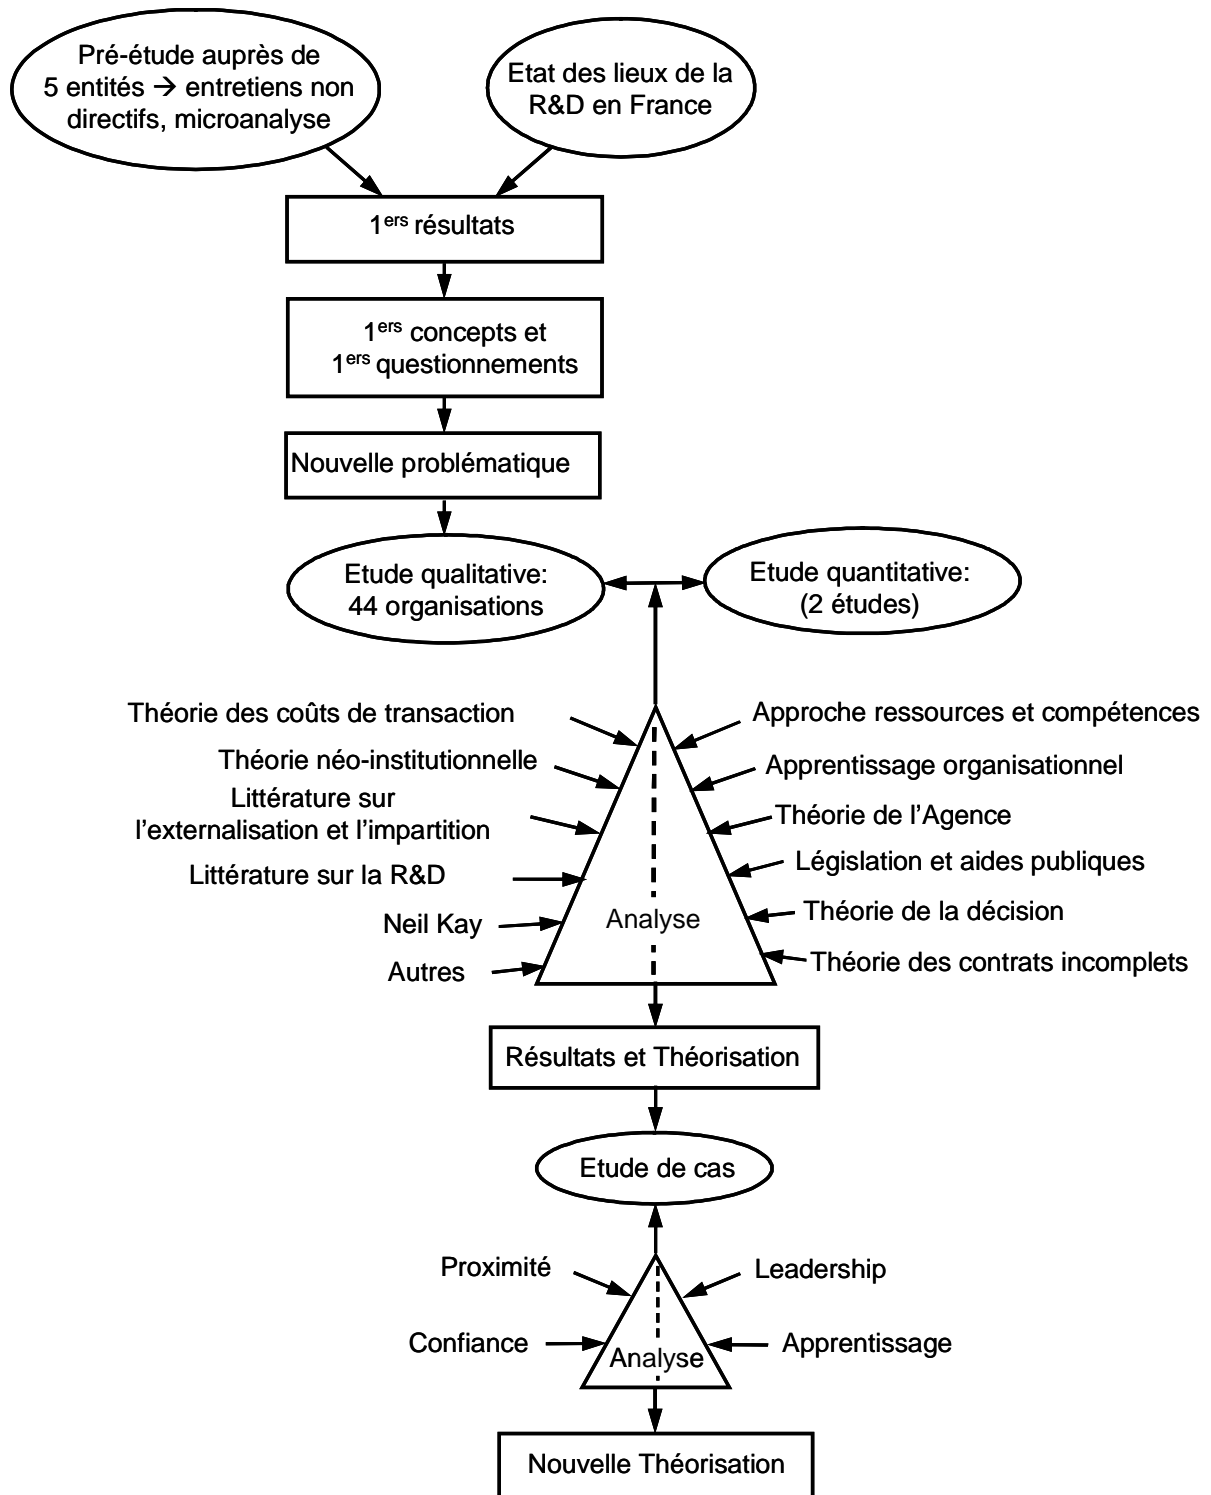 Pré-étude auprès de
5 entités → entretiens non
directifs, microanalyse
Etat des lieux de la
R&D en France
1ers résultats
1ers concepts et
1ers questionnements
Nouvelle problématique
Etude qualitative:
44 organisations
Etude quantitative:
(2 études)
Théorie des coûts de transaction
Théorie néo-institutionnelle
Littérature sur
l'externalisation et l'impartition
Littérature sur la R&D
Neil Kay
Autres
Approche ressources et compétences
Apprentissage organisationnel
Théorie de l'Agence
Législation et aides publiques
Théorie de la décision
Théorie des contrats incomplets
Analyse
Résultats et Théorisation
Etude de cas
Proximité
Confiance
Leadership
Apprentissage
Analyse
Nouvelle Théorisation